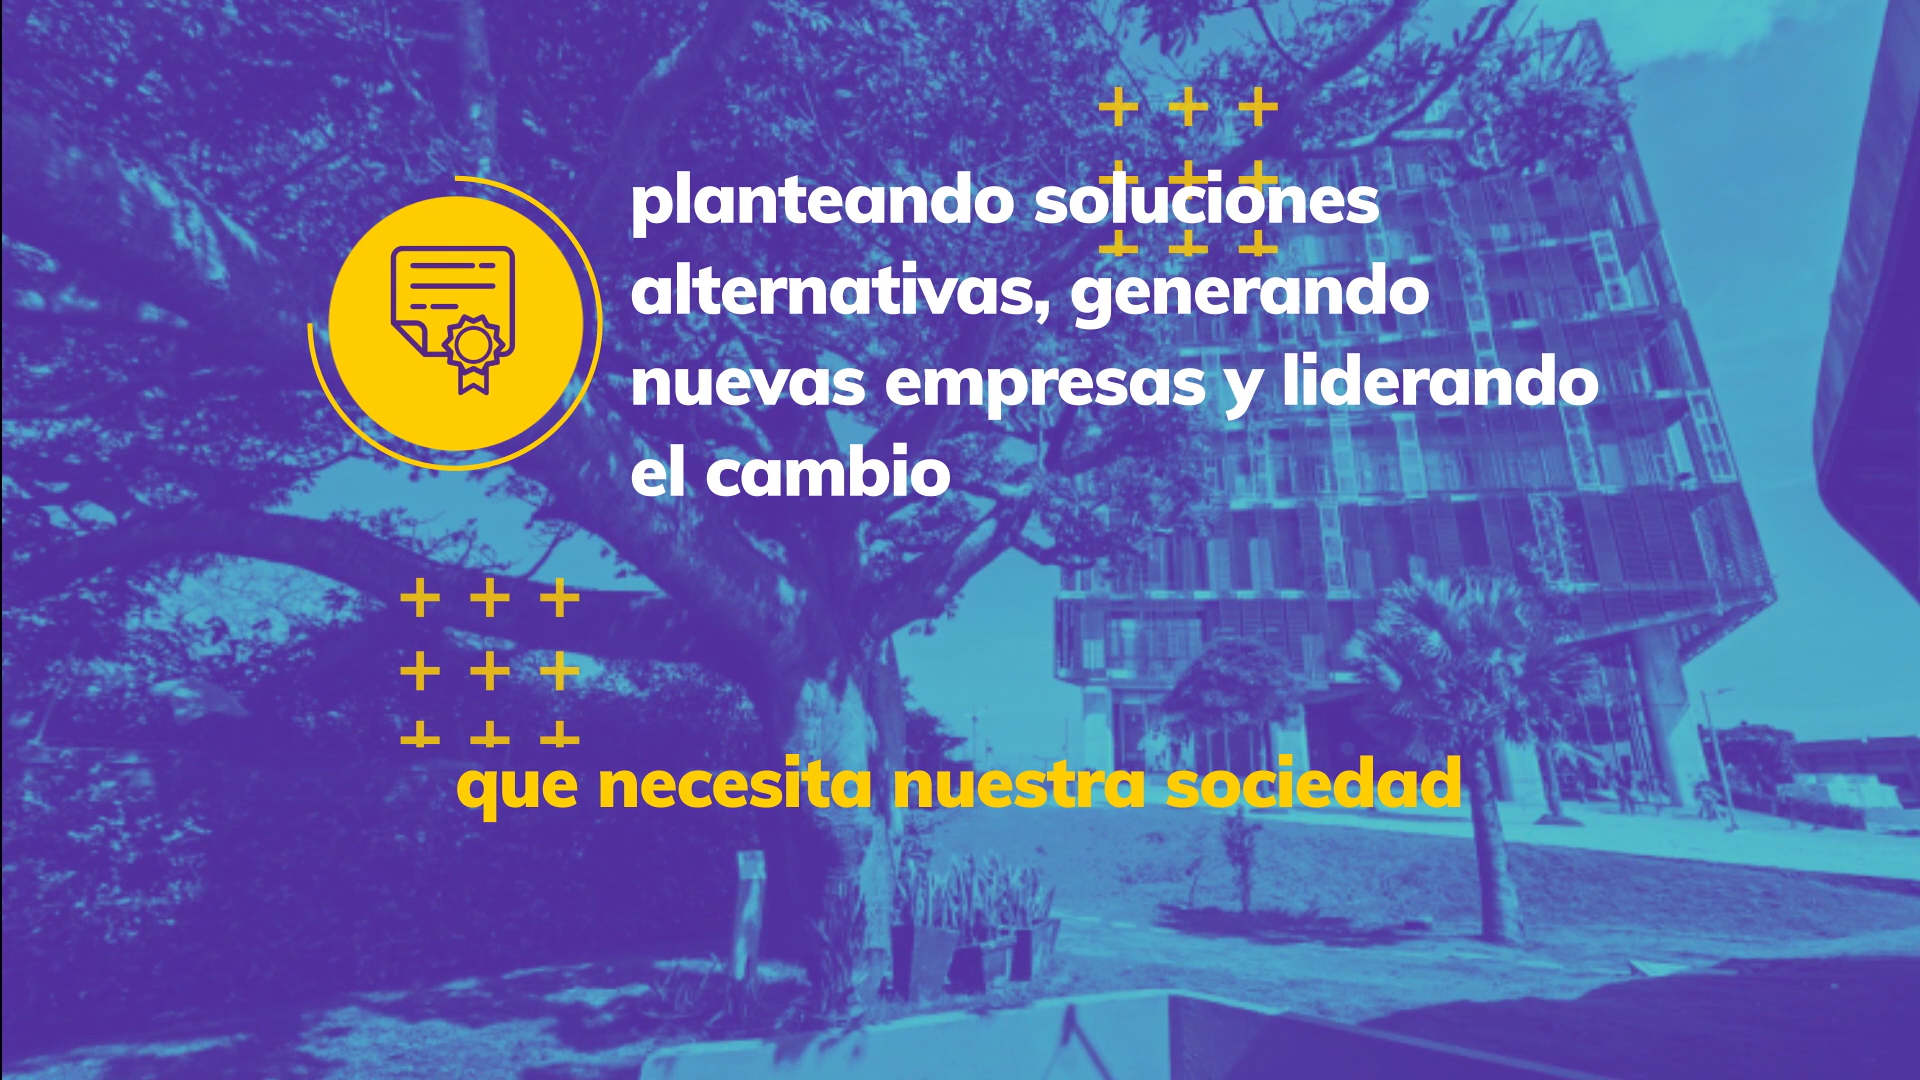 planteando soluciones
alternativas, generando
nuevas empresas y liderando
el cambio
que necesita nuestra sociedad